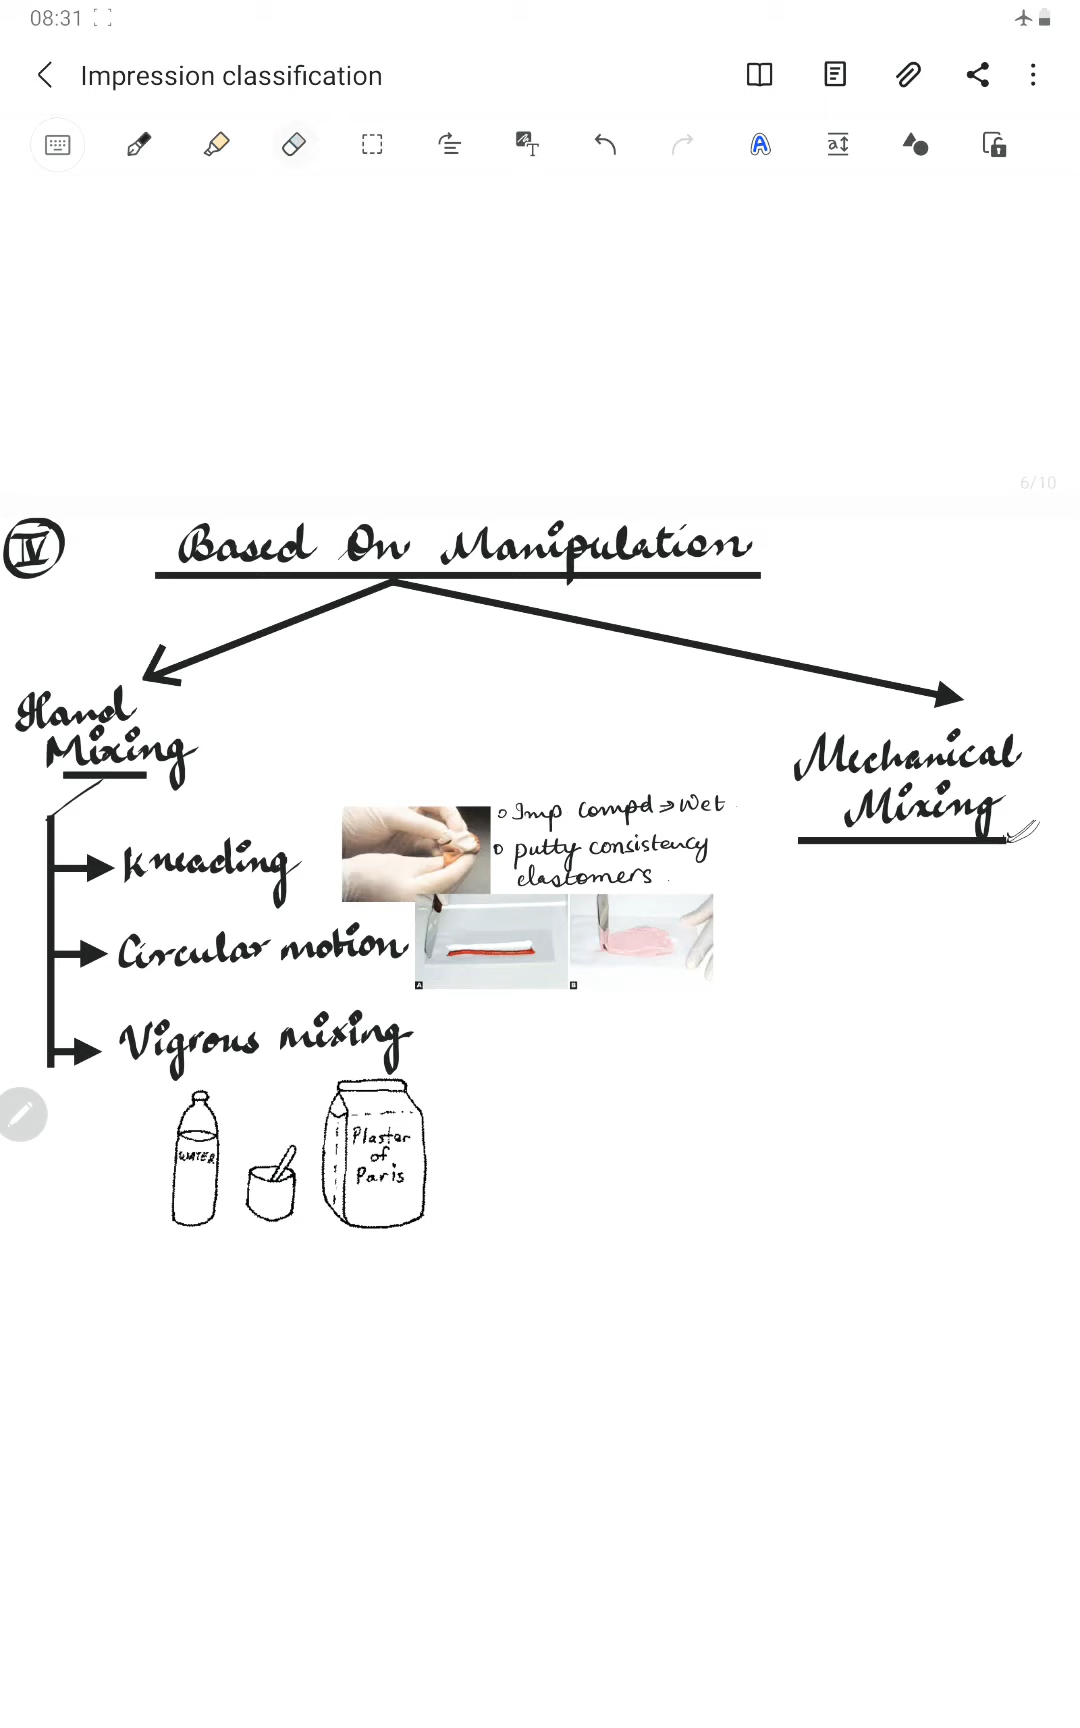 08:31
Impression classification
T
A
a
6/10
IV Based On Manipulation
Hand
Mixing
Mechanical
Mixing
Imp Compd ⇒ Wet
putty consistency
elastomers
Kneading
Circular motion
A B
Vigrous mixing
WATER
Plaster
of
Paris